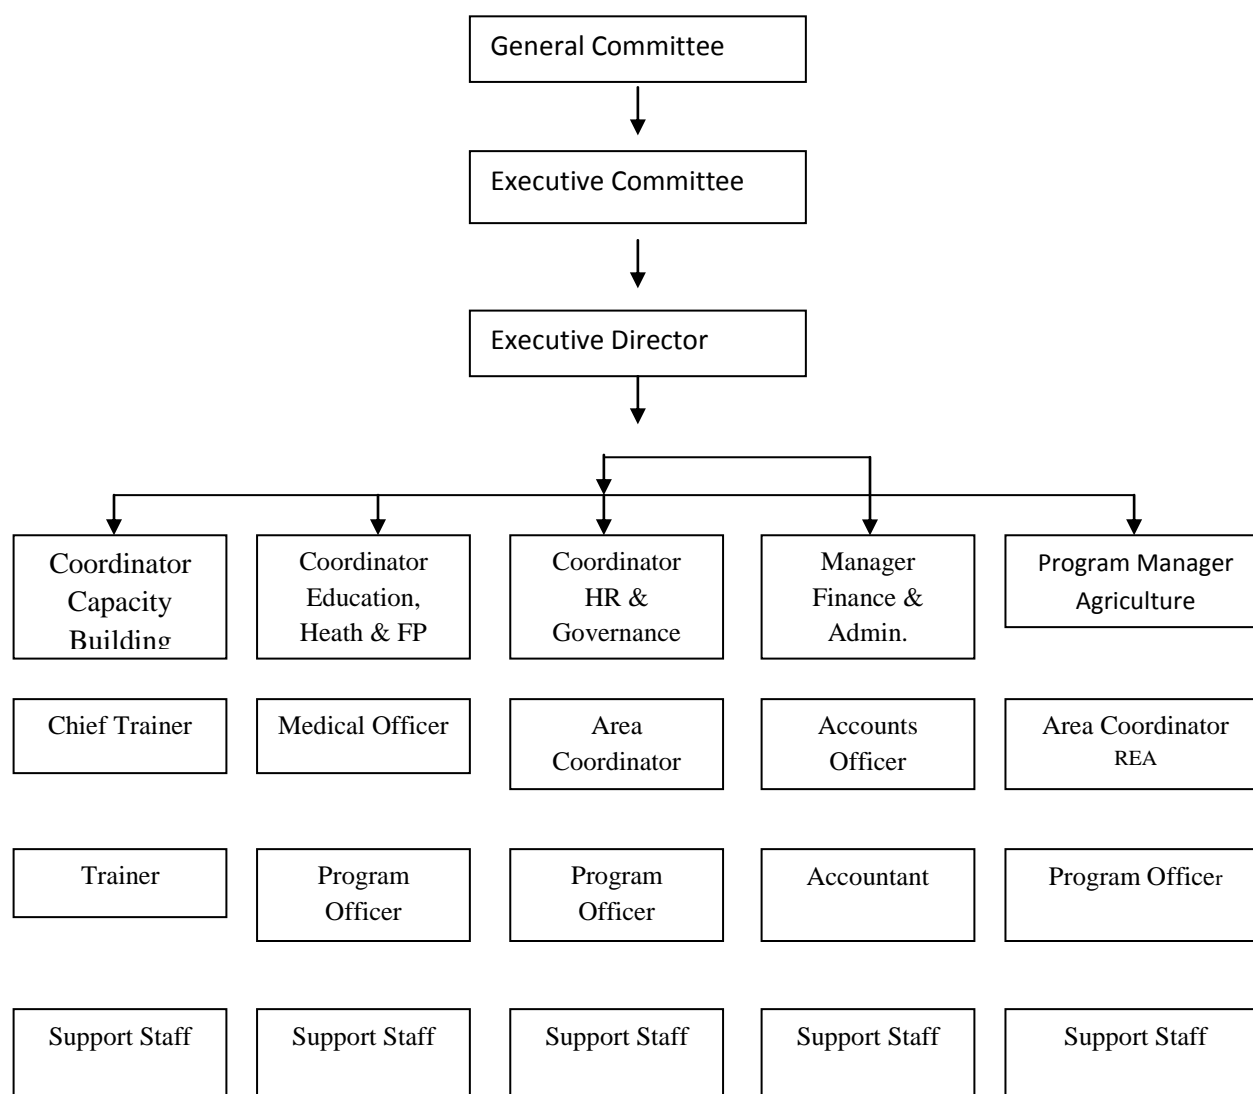 General Committee
Executive Committee
Executive Director
Coordinator
Capacity
Building
Coordinator
Education,
Heath & FP
Coordinator
HR &
Governance
Manager
Finance &
Admin.
Program Manager
Agriculture
Chief Trainer
Medical Officer
Area
Coordinator
Accounts
Officer
Area Coordinator
REA
Trainer
Program
Officer
Program
Officer
Accountant
Program Officer
Support Staff
Support Staff
Support Staff
Support Staff
Support Staff